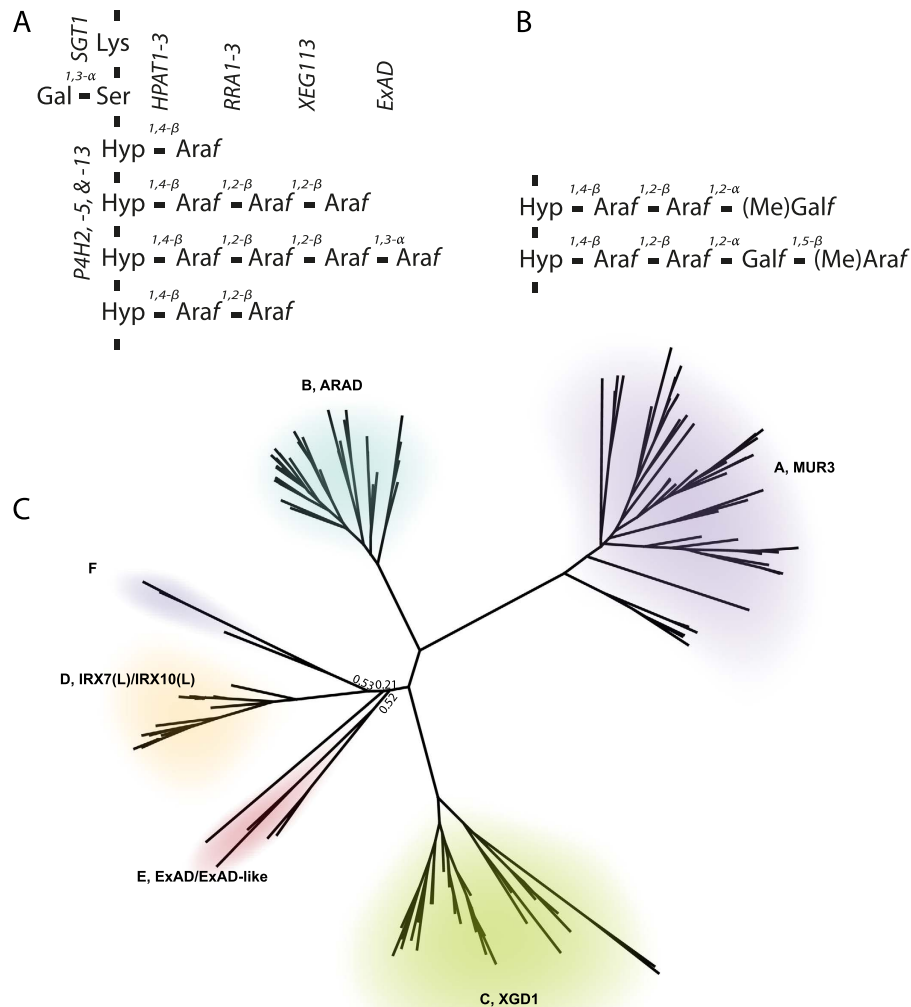 A
SGT1
Lys
HPAT1-3
RRA1-3
XEG113
ExAD
1,3-α
Gal Ser
P4H2, -5, & -13
1,4-β
Hyp Araf
1,4-β 1,2-β 1,2-β
Hyp Araf Araf Araf
1,4-β 1,2-β 1,2-β 1,3-α
Hyp Araf Araf Araf Araf
1,4-β 1,2-β
Hyp Araf Araf
B
1,4-β 1,2-β 1,2-α
Hyp Araf Araf (Me)Galf
1,4-β 1,2-β 1,2-α 1,5-β
Hyp Araf Araf Galf (Me)Araf
C
B, ARAD
A, MUR3
F
D, IRX7(L)/IRX10(L)
0.53
0.21
0.52
E, ExAD/ExAD-like
C, XGD1